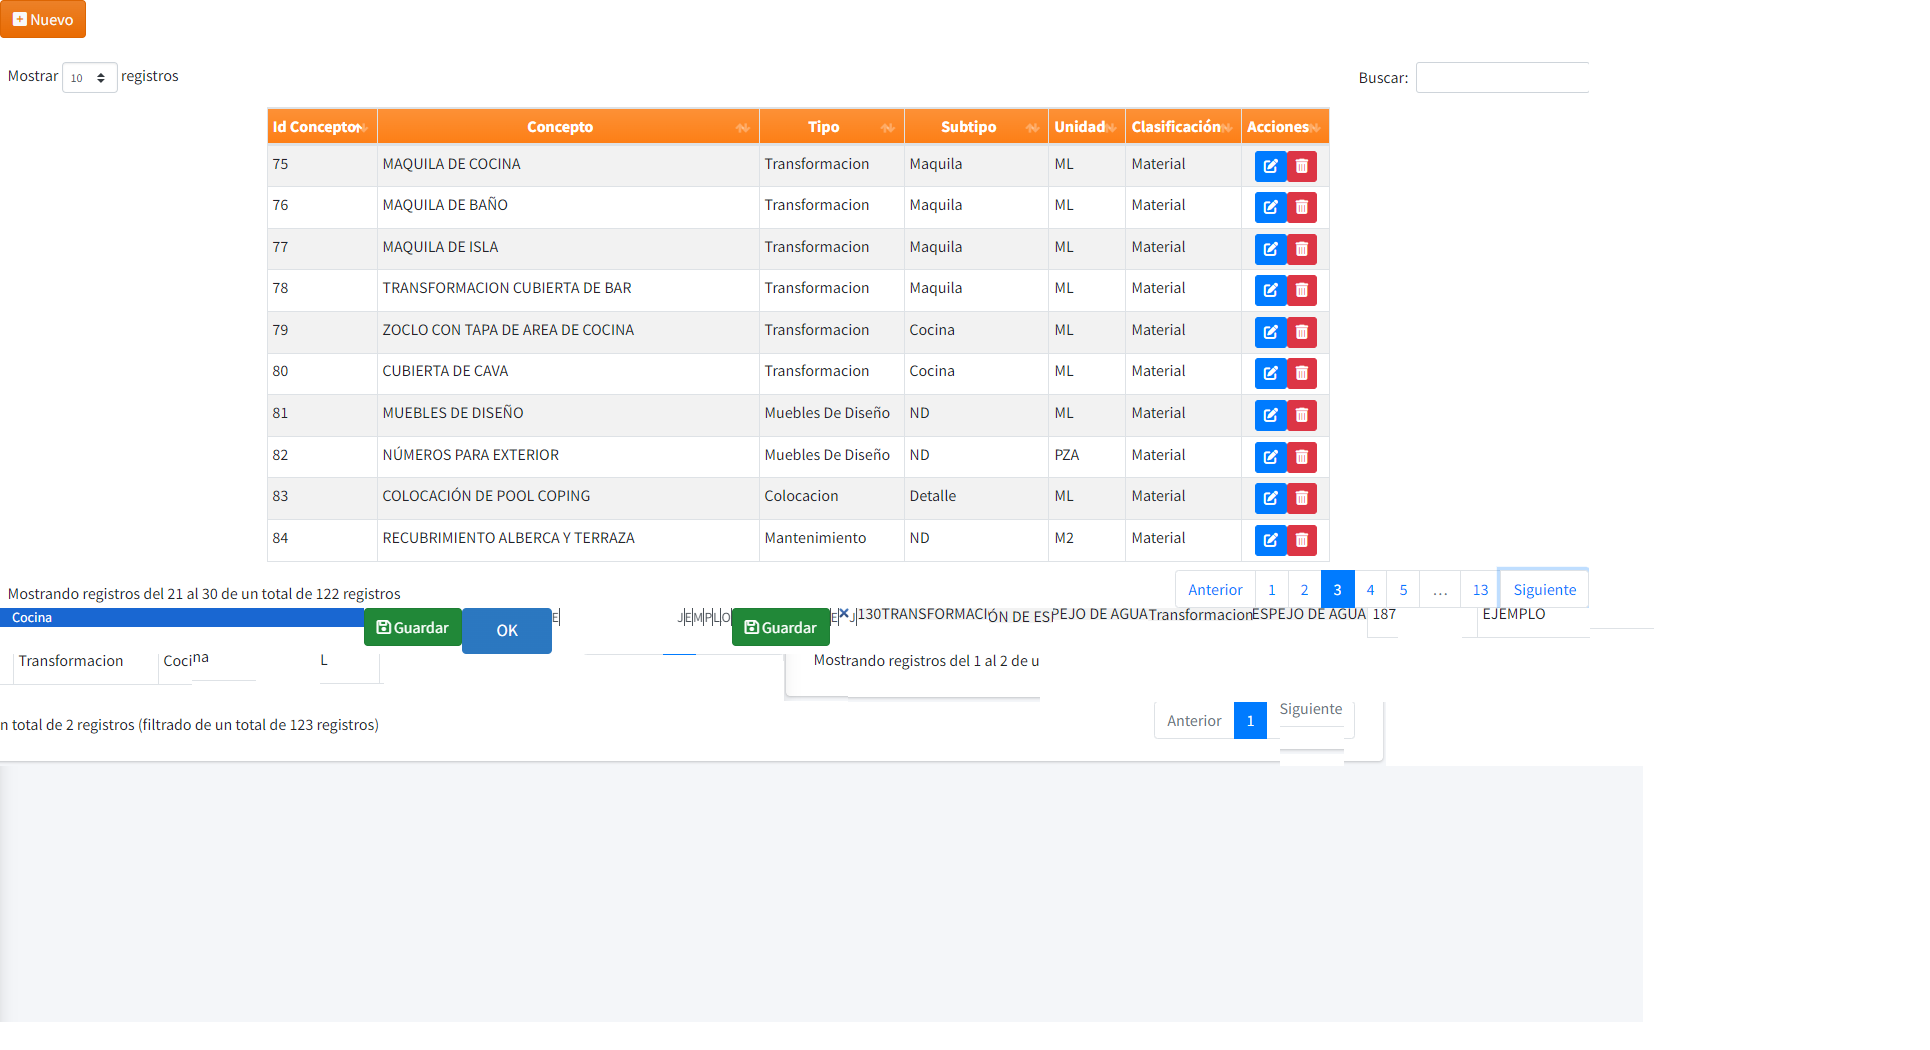 Nuevo
Mostrar 10 registros
Buscar:
Id Concepto Concepto Tipo Subtipo Unidad Clasificación Acciones
75 MAQUILA DE COCINA Transformacion Maquila ML Material
76 MAQUILA DE BAÑO Transformacion Maquila ML Material
77 MAQUILA DE ISLA Transformacion Maquila ML Material
78 TRANSFORMACION CUBIERTA DE BAR Transformacion Maquila ML Material
79 ZOCLO CON TAPA DE AREA DE COCINA Transformacion Cocina ML Material
80 CUBIERTA DE CAVA Transformacion Cocina ML Material
81 MUEBLES DE DISEÑO Muebles De Diseño ND ML Material
82 NÚMEROS PARA EXTERIOR Muebles De Diseño ND PZA Material
83 COLOCACIÓN DE POOL COPING Colocacion Detalle ML Material
84 RECUBRIMIENTO ALBERCA Y TERRAZA Mantenimiento ND M2 Material
Mostrando registros del 21 al 30 de un total de 122 registros
Anterior 1 2 3 4 5 … 13 Siguiente
Cocina Guardar OK E JEMPLO Guardar E J 130 TRANSFORMACIÓN DE ESPEJO DE AGUA Transformacion ESPEJO DE AGUA 187 EJEMPLO
Transformacion Cocina L Mostrando registros del 1 al 2 de u
n total de 2 registros (filtrado de un total de 123 registros)
Anterior 1 Siguiente